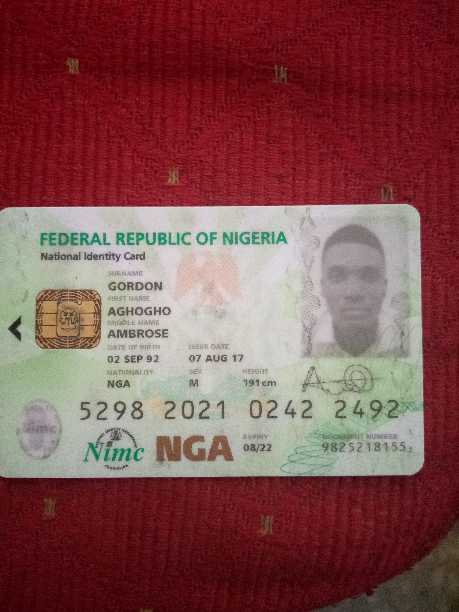 FEDERAL REPUBLIC OF NIGERIA
National Identity Card
SURNAME
GORDON
FIRST NAME
AGHOGHO
MIDDLE NAME
AMBROSE
DATE OF BIRTH ISSUE DATE
02 SEP 92 07 AUG 17
NATIONALITY SEX HEIGHT
NGA M 191cm
5298 2021 0242 2492
nimc
Nimc NGA
EXPIRY DOCUMENT NUMBER
08/22 9825218155